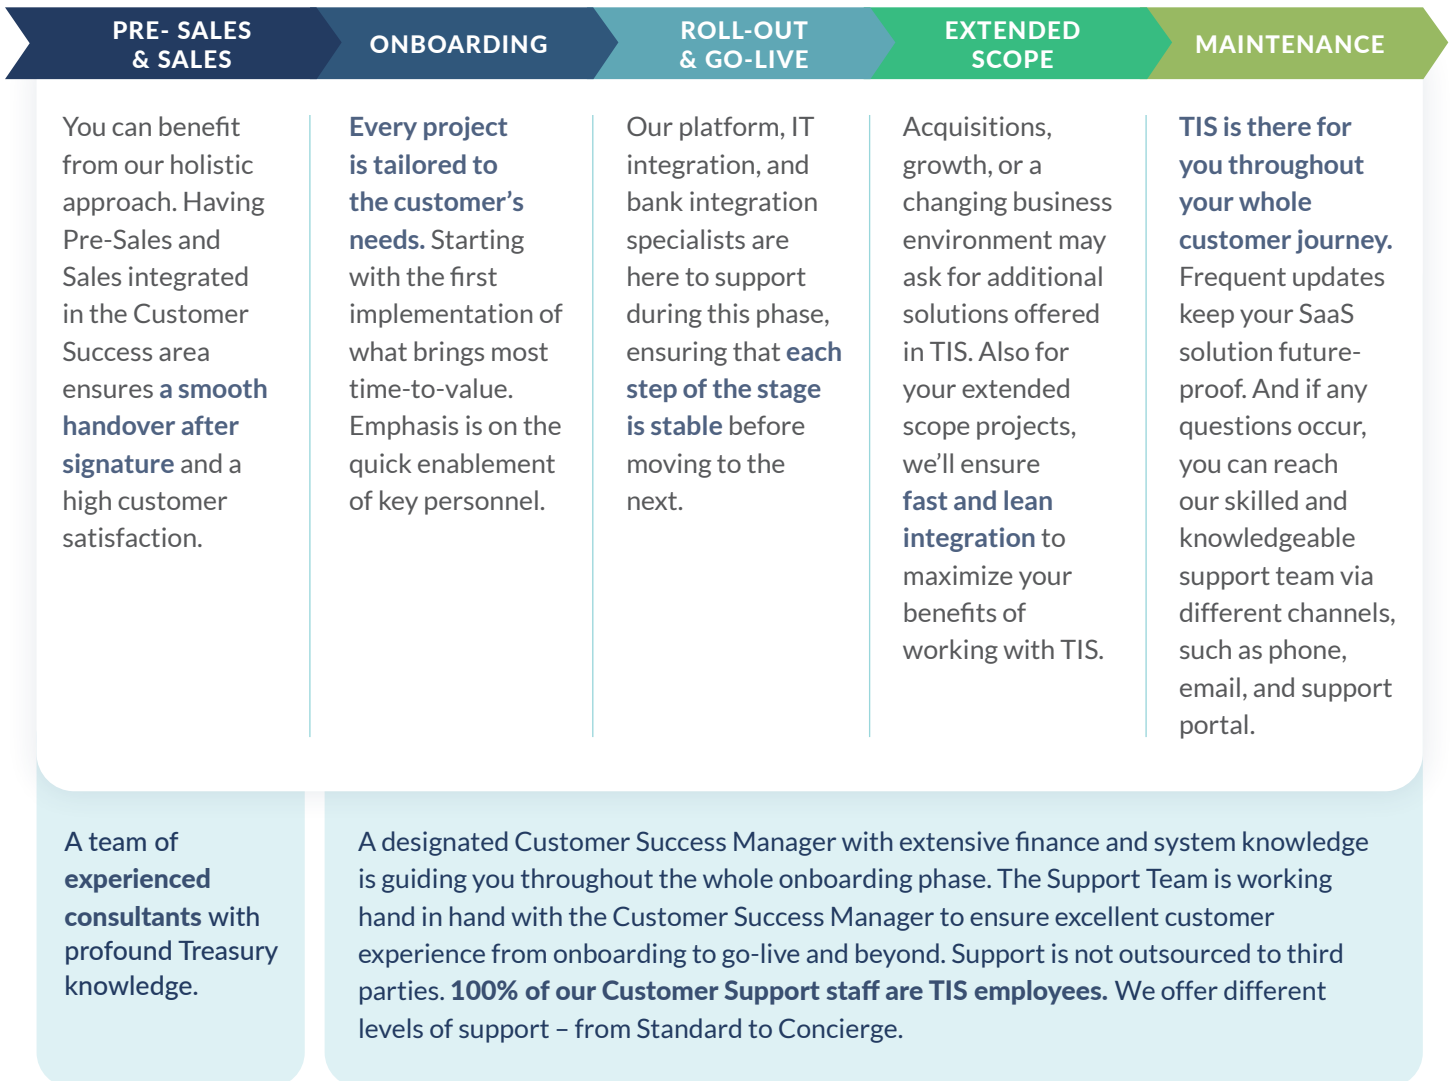 PRE- SALES
& SALES
ONBOARDING
ROLL-OUT
& GO-LIVE
EXTENDED
SCOPE
MAINTENANCE
You can benefit
from our holistic
approach. Having
Pre-Sales and
Sales integrated
in the Customer
Success area
ensures a smooth
handover after
signature and a
high customer
satisfaction.
Every project
is tailored to
the customer’s
needs. Starting
with the first
implementation of
what brings most
time-to-value.
Emphasis is on the
quick enablement
of key personnel.
Our platform, IT
integration, and
bank integration
specialists are
here to support
during this phase,
ensuring that each
step of the stage
is stable before
moving to the
next.
Acquisitions,
growth, or a
changing business
environment may
ask for additional
solutions offered
in TIS. Also for
your extended
scope projects,
we’ll ensure
fast and lean
integration to
maximize your
benefits of
working with TIS.
TIS is there for
you throughout
your whole
customer journey.
Frequent updates
keep your SaaS
solution future-
proof. And if any
questions occur,
you can reach
our skilled and
knowledgeable
support team via
different channels,
such as phone,
email, and support
portal.
A team of
experienced
consultants with
profound Treasury
knowledge.
A designated Customer Success Manager with extensive finance and system knowledge
is guiding you throughout the whole onboarding phase. The Support Team is working
hand in hand with the Customer Success Manager to ensure excellent customer
experience from onboarding to go-live and beyond. Support is not outsourced to third
parties. 100% of our Customer Support staff are TIS employees. We offer different
levels of support – from Standard to Concierge.